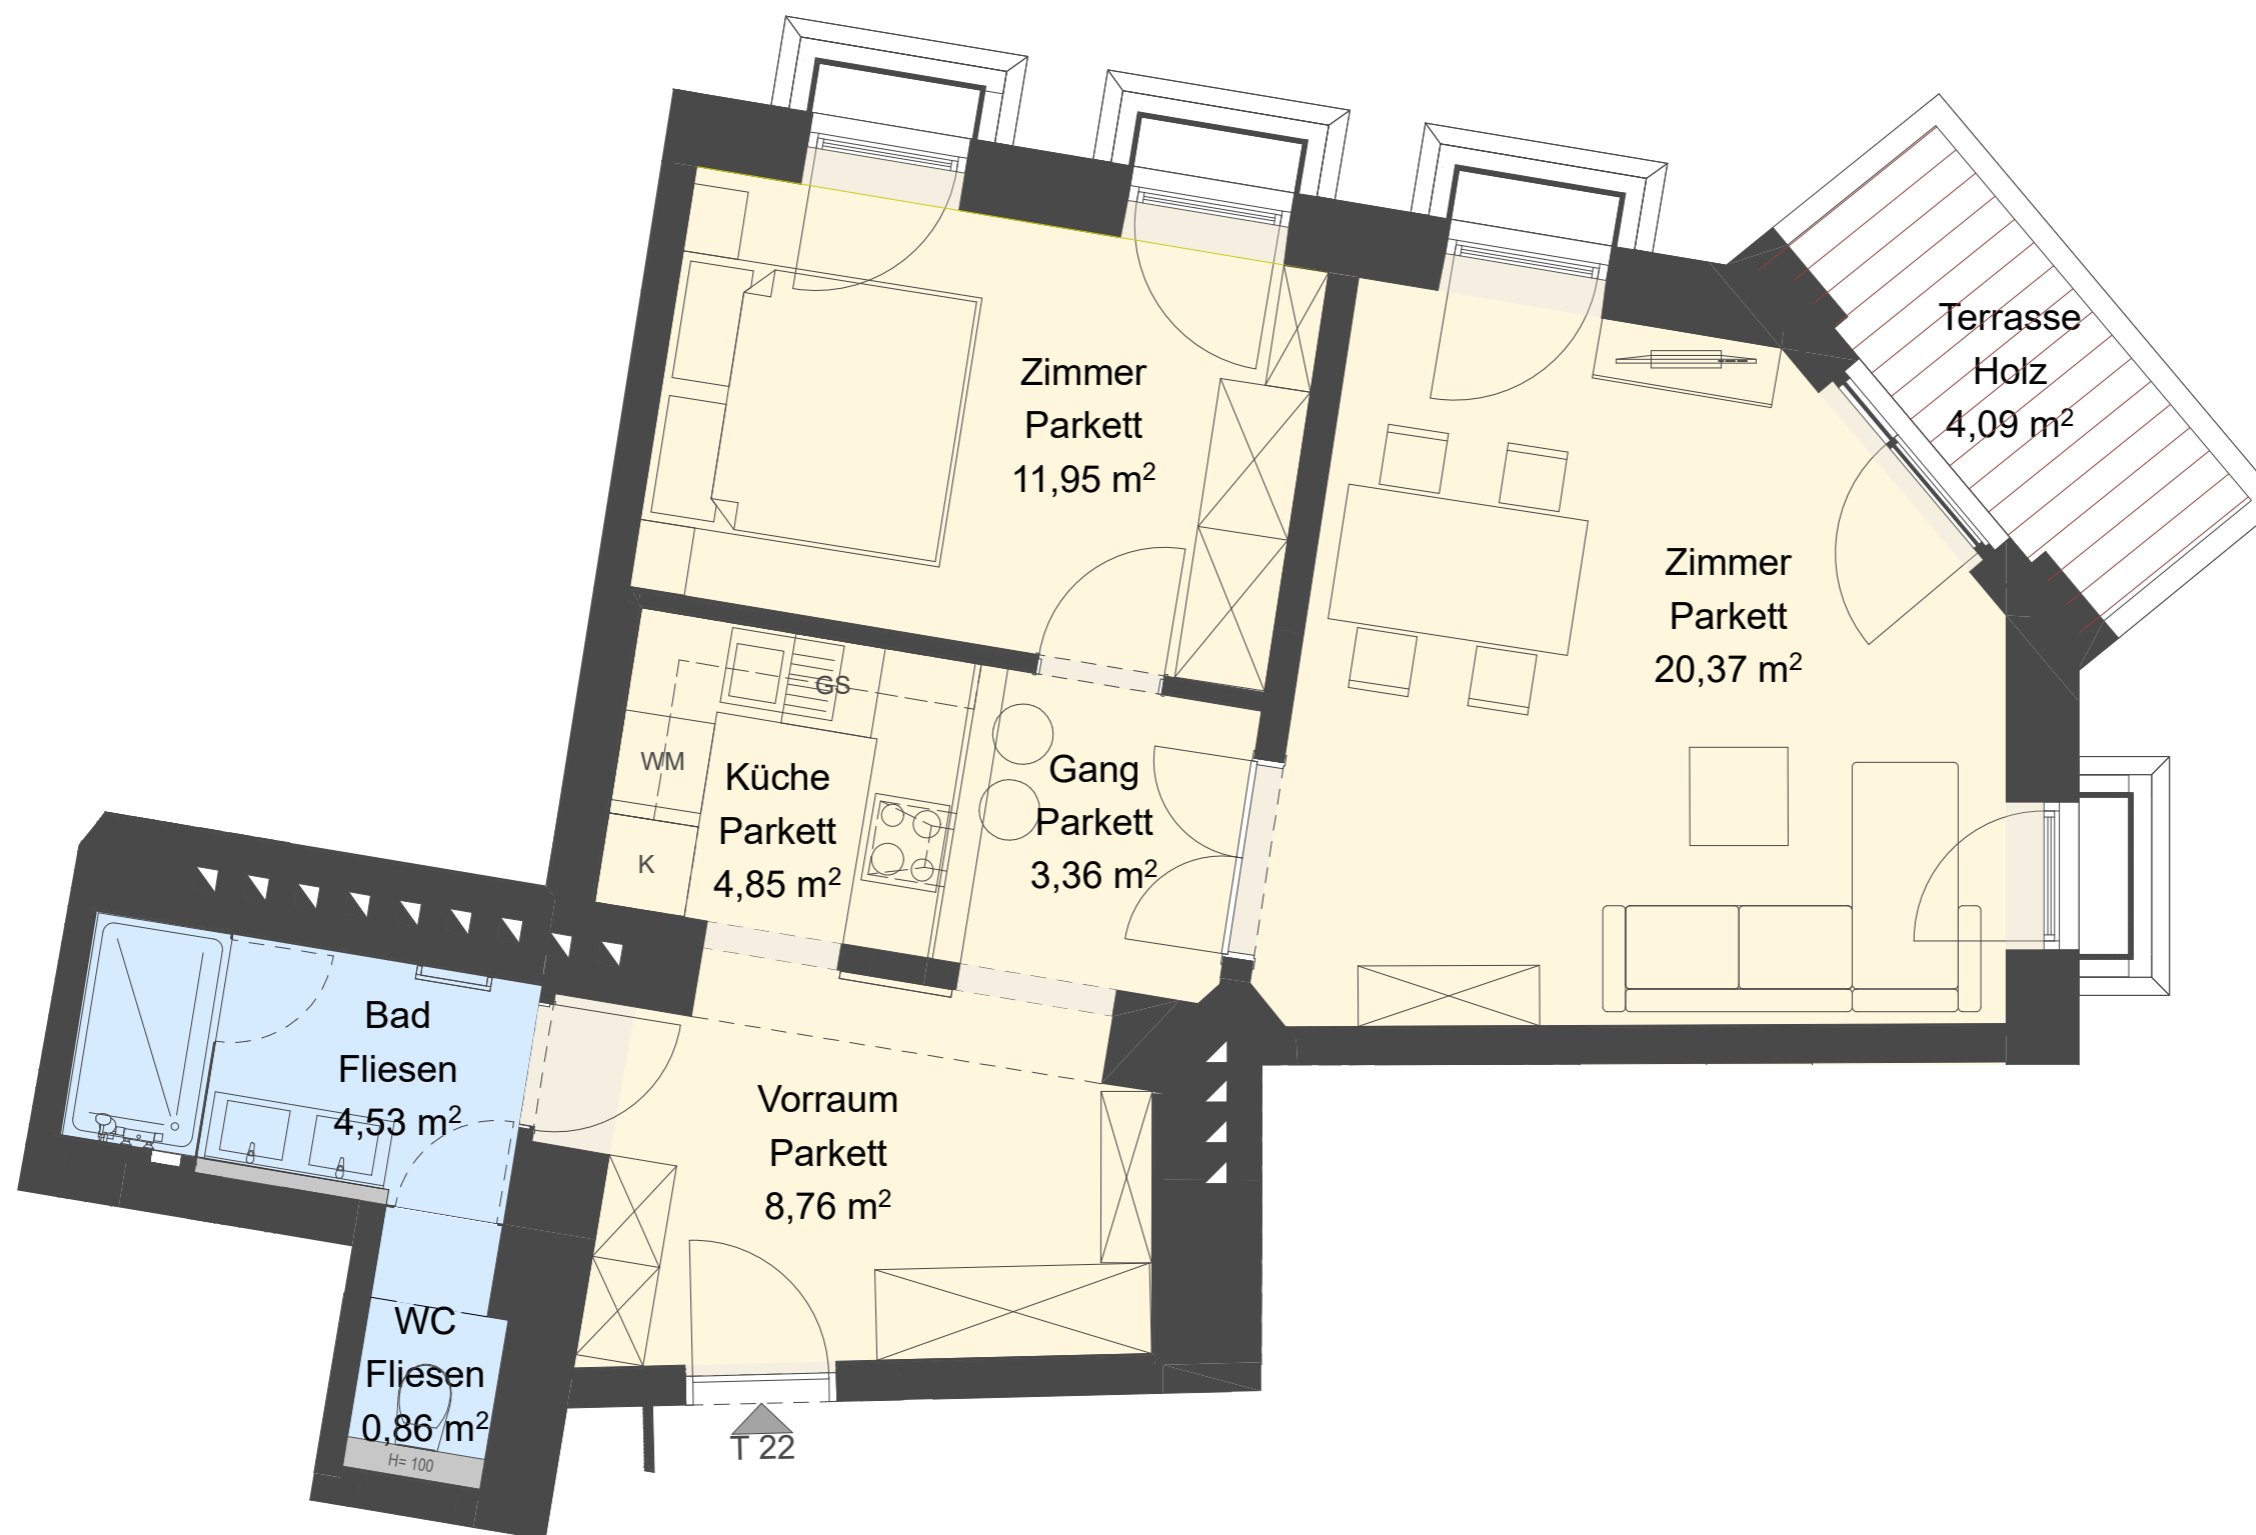 Terrasse
Holz
4,09 m²
Zimmer
Parkett
11,95 m²
Zimmer
Parkett
20,37 m²
GS
WM
K
Küche
Parkett
4,85 m²
Gang
Parkett
3,36 m²
Bad
Fliesen
4,53 m²
Vorraum
Parkett
8,76 m²
WC
Fliesen
0,86 m²
H= 100
T 22